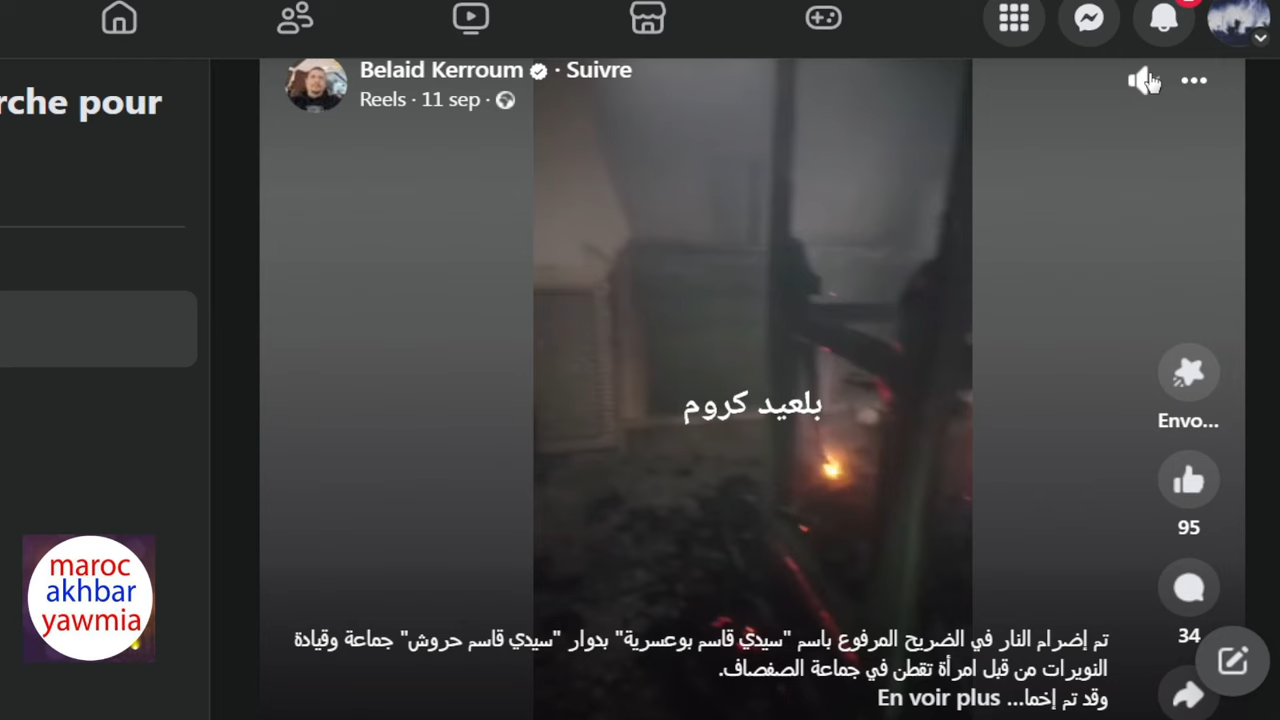 rche pour
Belaid Kerroum · Suivre
Reels · 11 sep ·
بلعيد كروم
Envo...
95
34
maroc
akhbar
yawmia
تم إضرام النار في الضريح المرفوع باسم "سيدي قاسم بوعسرية" بدوار "سيدي قاسم حروش" جماعة وقيادة
النويرات من قبل امرأة تقطن في جماعة الصفصاف.
وقد تم إخما... En voir plus